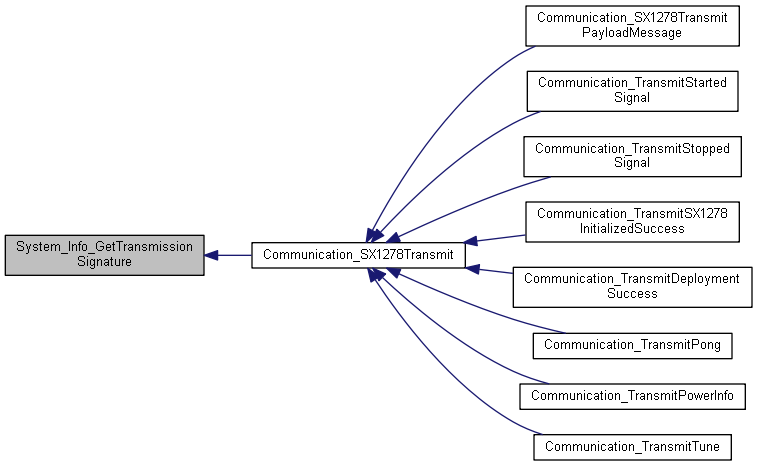 System_Info_GetTransmission
Signature
Communication_SX1278Transmit
Communication_SX1278Transmit
PayloadMessage
Communication_TransmitStarted
Signal
Communication_TransmitStopped
Signal
Communication_TransmitSX1278
InitializedSuccess
Communication_TransmitDeployment
Success
Communication_TransmitPong
Communication_TransmitPowerInfo
Communication_TransmitTune